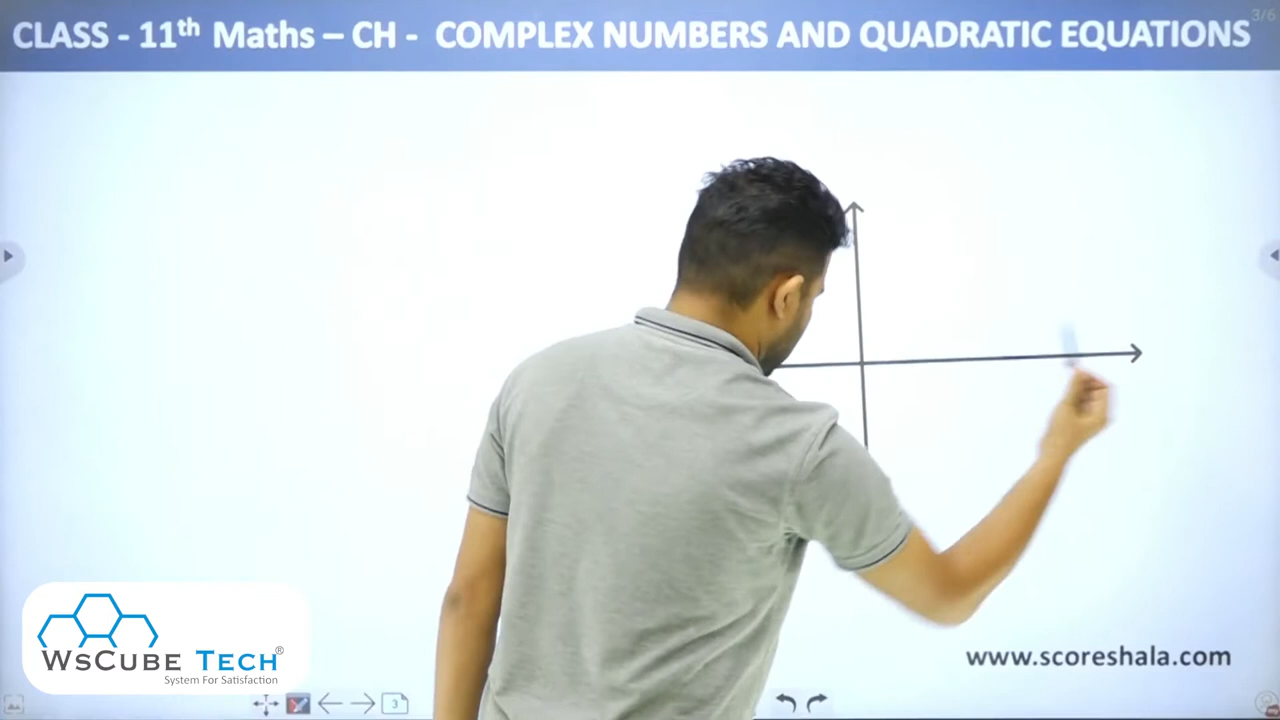 3/6
CLASS - 11th Maths – CH - COMPLEX NUMBERS AND QUADRATIC EQUATIONS
WSCUBE TECH®
System For Satisfaction
www.scoreshala.com
3